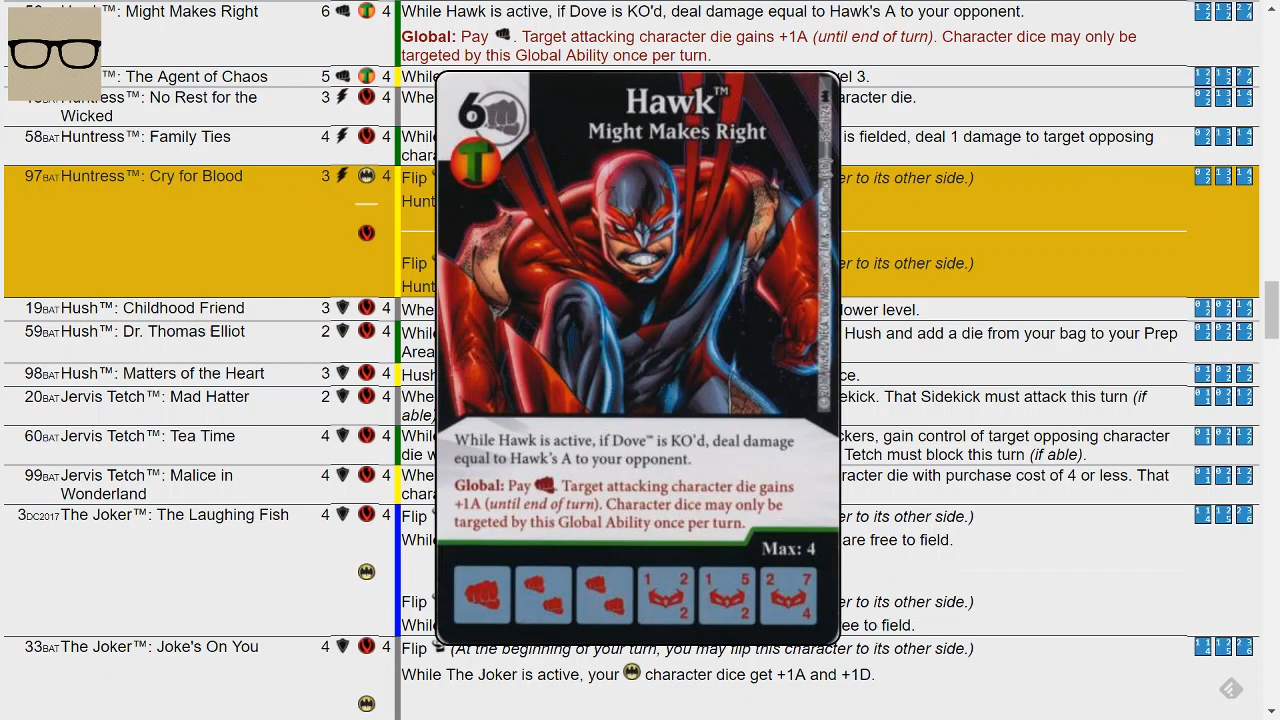 ™: Might Makes Right 6 4 While Hawk is active, if Dove is KO'd, deal damage equal to Hawk's A to your opponent.
Global: Pay . Target attacking character die gains +1A (until end of turn). Character dice may only be
targeted by this Global Ability once per turn.
™: The Agent of Chaos 5 4 While vel 3.
Huntress™: No Rest for the 3 4 Whe aracter die.
Wicked
58BAT Huntress™: Family Ties 4 4 While is fielded, deal 1 damage to target opposing
chara
97BAT Huntress™: Cry for Blood 3 4 Flip er to its other side.)
Hunt
Flip er to its other side.)
Hunt
19BAT Hush™: Childhood Friend 3 4 Whe lower level.
59BAT Hush™: Dr. Thomas Elliot 2 4 While Hush and add a die from your bag to your Prep
Area
98BAT Hush™: Matters of the Heart 3 4 Hush ce.
20BAT Jervis Tetch™: Mad Hatter 2 4 Whe ekick. That Sidekick must attack this turn (if
able)
60BAT Jervis Tetch™: Tea Time 4 4 While ckers, gain control of target opposing character
die w Tetch must block this turn (if able).
99BAT Jervis Tetch™: Malice in 4 4 Whe racter die with purchase cost of 4 or less. That
Wonderland chara
3DC2017 The Joker™: The Laughing Fish 4 4 Flip er to its other side.)
While are free to field.
Flip er to its other side.)
While ee to field.
33BAT The Joker™: Joke's On You 4 4 Flip (At the beginning of your turn, you may flip this character to its other side.)
While The Joker is active, your character dice get +1A and +1D.
6
Hawk™
Might Makes Right
T
While Hawk is active, if Dove™ is KO'd, deal damage
equal to Hawk's A to your opponent.
Global: Pay . Target attacking character die gains
+1A (until end of turn). Character dice may only be
targeted by this Global Ability once per turn.
Max: 4
1 2 1 5 2 7
2 2 4